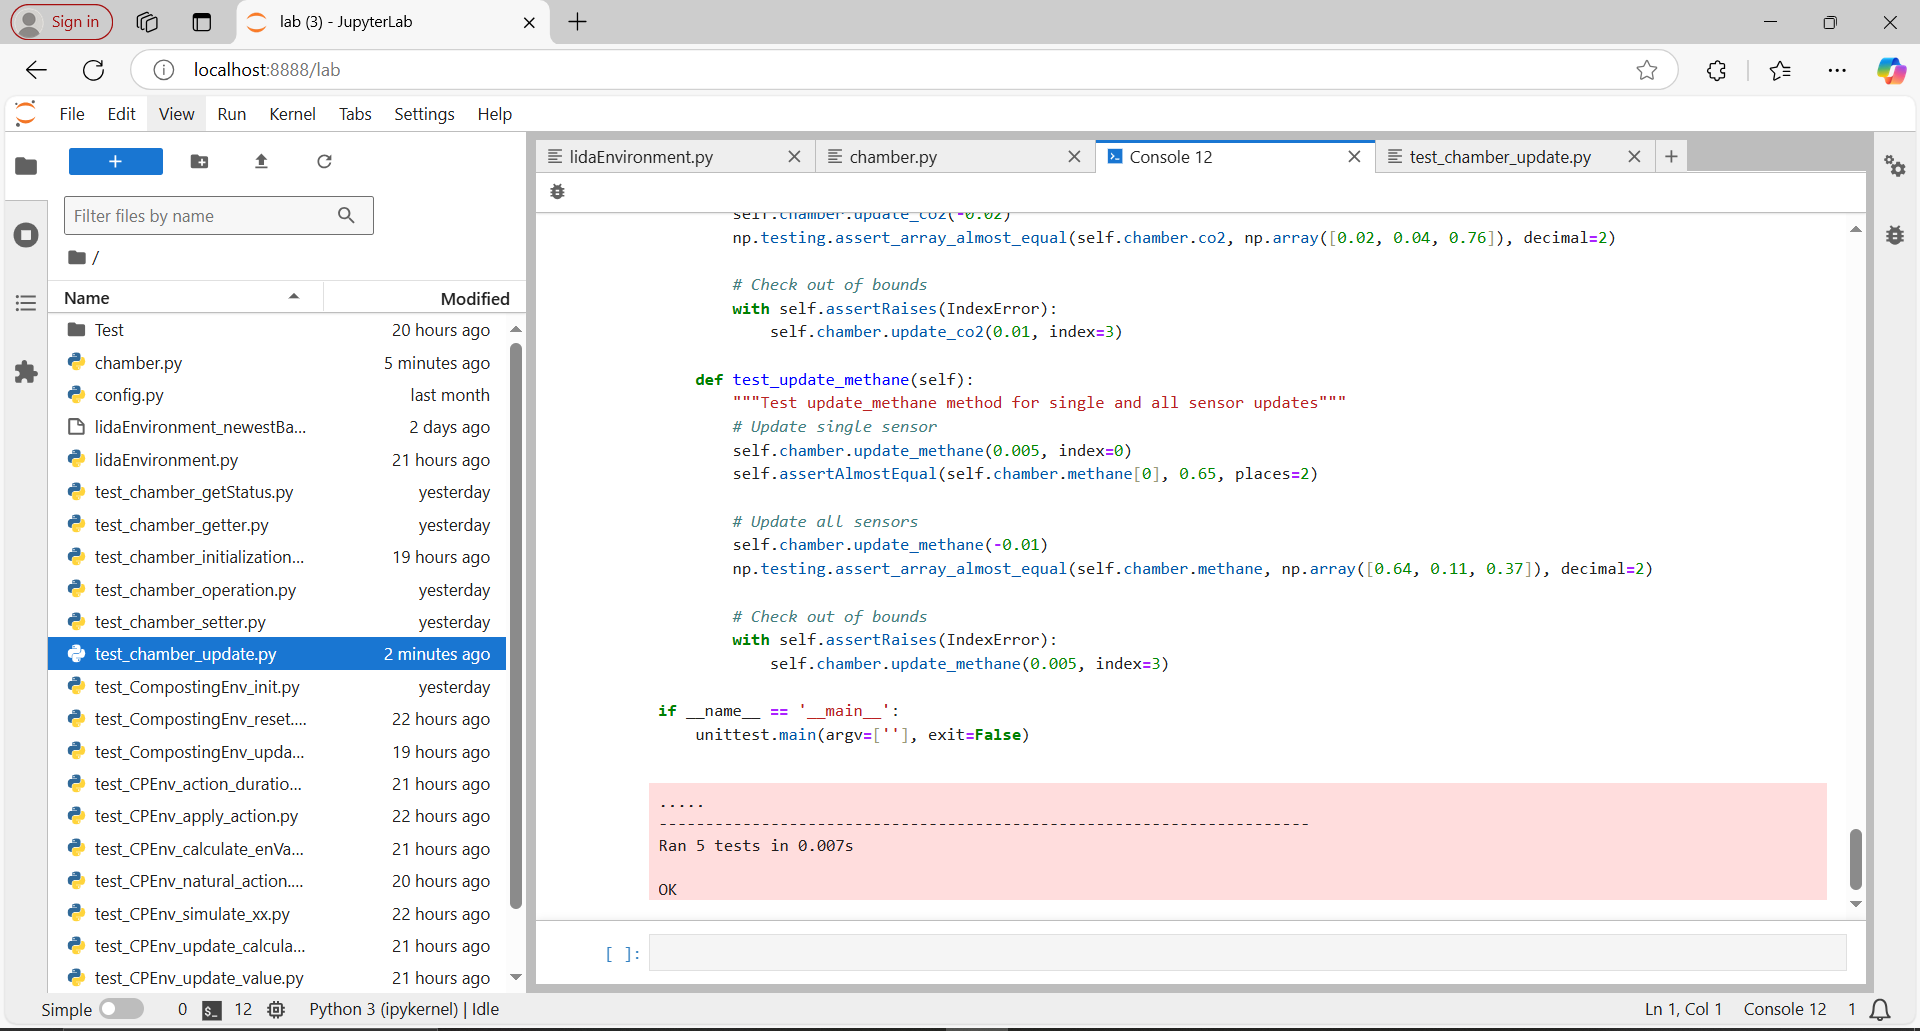 Sign in
lab (3) - JupyterLab
localhost:8888/lab
File Edit View Run Kernel Tabs Settings Help
Filter files by name
/
Name Modified
Test 20 hours ago
chamber.py 5 minutes ago
config.py last month
lidaEnvironment_newestBa... 2 days ago
lidaEnvironment.py 21 hours ago
test_chamber_getStatus.py yesterday
test_chamber_getter.py yesterday
test_chamber_initialization... 19 hours ago
test_chamber_operation.py yesterday
test_chamber_setter.py yesterday
test_chamber_update.py 2 minutes ago
test_CompostingEnv_init.py yesterday
test_CompostingEnv_reset.... 22 hours ago
test_CompostingEnv_upda... 19 hours ago
test_CPEnv_action_duratio... 21 hours ago
test_CPEnv_apply_action.py 22 hours ago
test_CPEnv_calculate_enVa... 21 hours ago
test_CPEnv_natural_action.... 20 hours ago
test_CPEnv_simulate_xx.py 22 hours ago
test_CPEnv_update_calcula... 21 hours ago
test_CPEnv_update_value.py 21 hours ago
lidaEnvironment.py chamber.py Console 12 test_chamber_update.py
self.chamber.update_co2(-0.02)
np.testing.assert_array_almost_equal(self.chamber.co2, np.array([0.02, 0.04, 0.76]), decimal=2)
# Check out of bounds
with self.assertRaises(IndexError):
self.chamber.update_co2(0.01, index=3)
def test_update_methane(self):
"""Test update_methane method for single and all sensor updates"""
# Update single sensor
self.chamber.update_methane(0.005, index=0)
self.assertAlmostEqual(self.chamber.methane[0], 0.65, places=2)
# Update all sensors
self.chamber.update_methane(-0.01)
np.testing.assert_array_almost_equal(self.chamber.methane, np.array([0.64, 0.11, 0.37]), decimal=2)
# Check out of bounds
with self.assertRaises(IndexError):
self.chamber.update_methane(0.005, index=3)
if __name__ == '__main__':
unittest.main(argv=[''], exit=False)
.....
----------------------------------------------------------------------
Ran 5 tests in 0.007s
OK
[ ]:
Simple 0 $_ 12 Python 3 (ipykernel) | Idle Ln 1, Col 1 Console 12 1